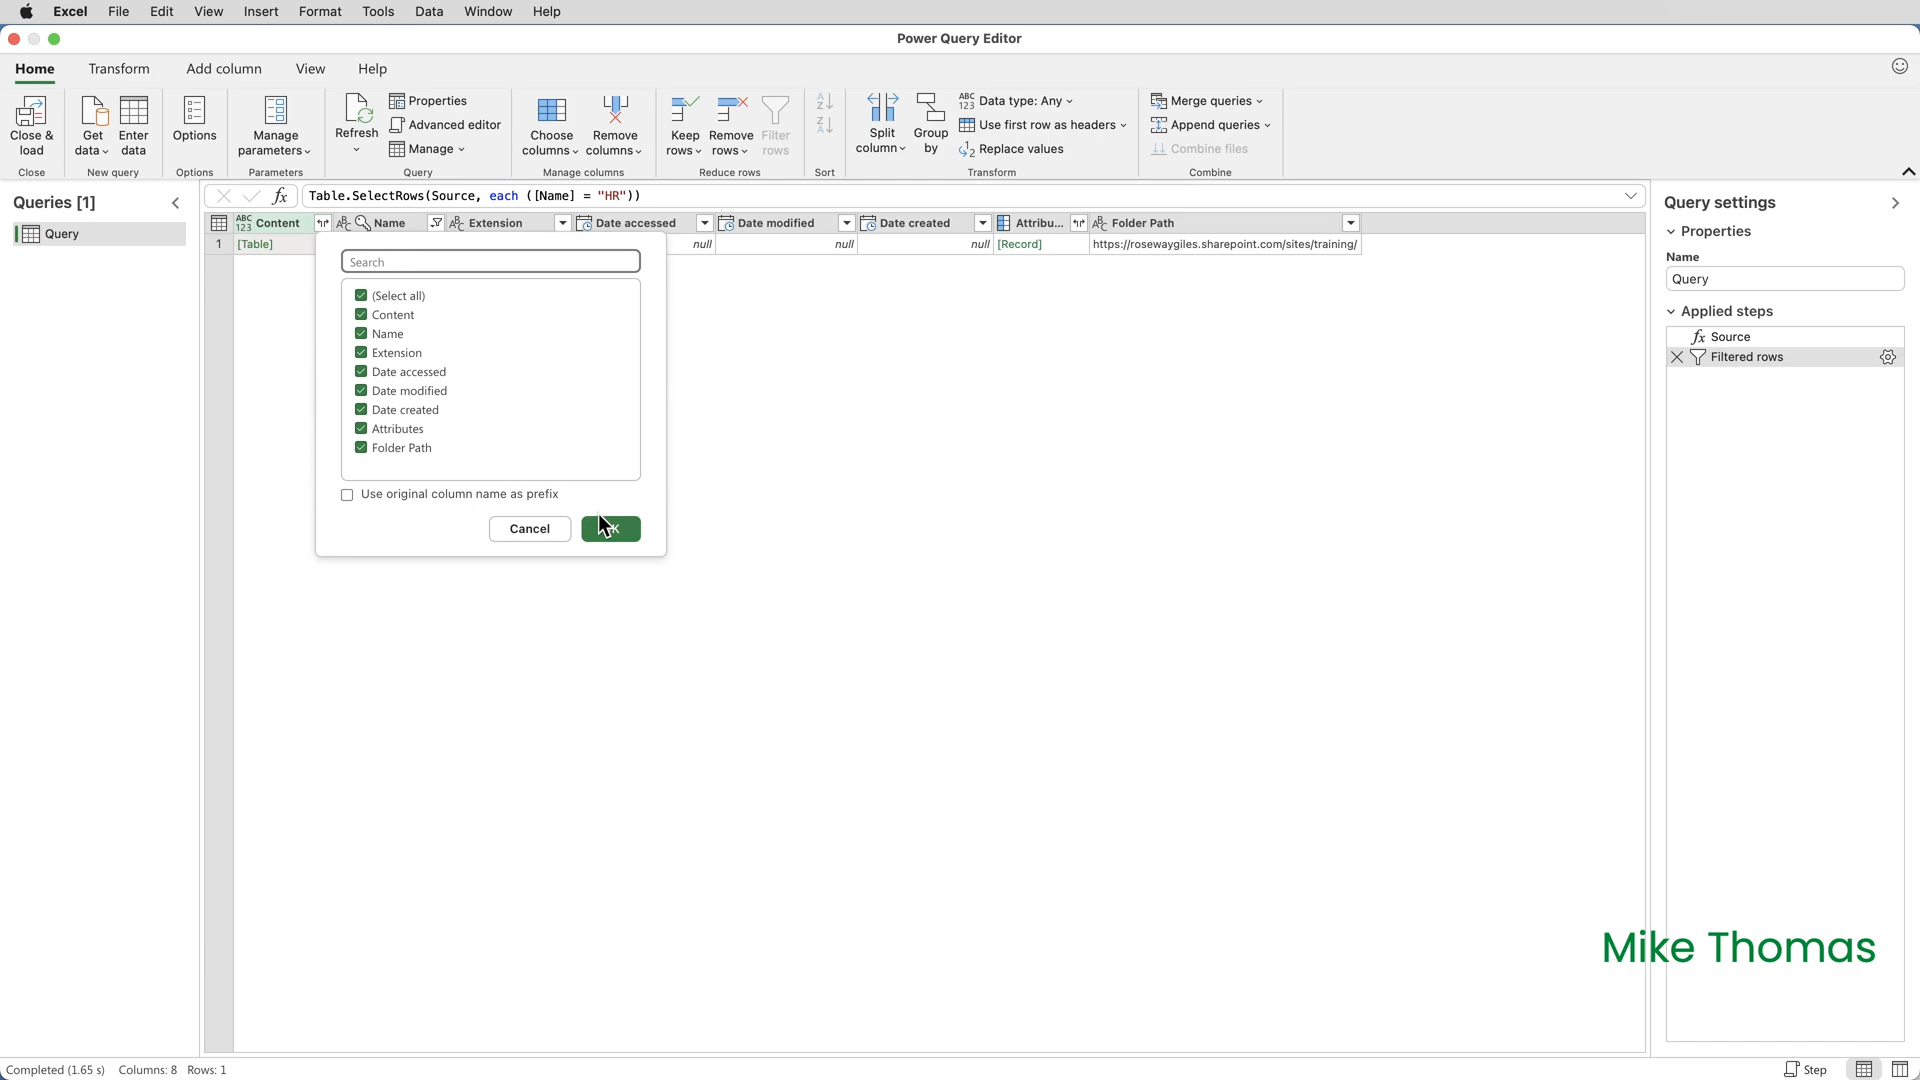 Excel File Edit View Insert Format Tools Data Window Help
Power Query Editor
Home Transform Add column View Help
Close & load
Close
Get data
Enter data
New query
Options
Options
Manage parameters
Parameters
Refresh
Properties
Advanced editor
Manage
Query
Choose columns
Remove columns
Manage columns
Keep rows
Remove rows
Filter rows
Reduce rows
Sort
Split column
Group by
Data type: Any
Use first row as headers
Replace values
Transform
Merge queries
Append queries
Combine files
Combine
Queries [1]
Query
fx Table.SelectRows(Source, each ([Name] = "HR"))
ABC 123 Content ABC Name ABC Extension Date accessed Date modified Date created Attribu... ABC Folder Path
1 [Table] null null null [Record] https://rosewaygiles.sharepoint.com/sites/training/
Search
(Select all)
Content
Name
Extension
Date accessed
Date modified
Date created
Attributes
Folder Path
Use original column name as prefix
Cancel
Query settings
Properties
Name
Query
Applied steps
fx Source
Filtered rows
Mike Thomas
Completed (1.65 s) Columns: 8 Rows: 1
Step